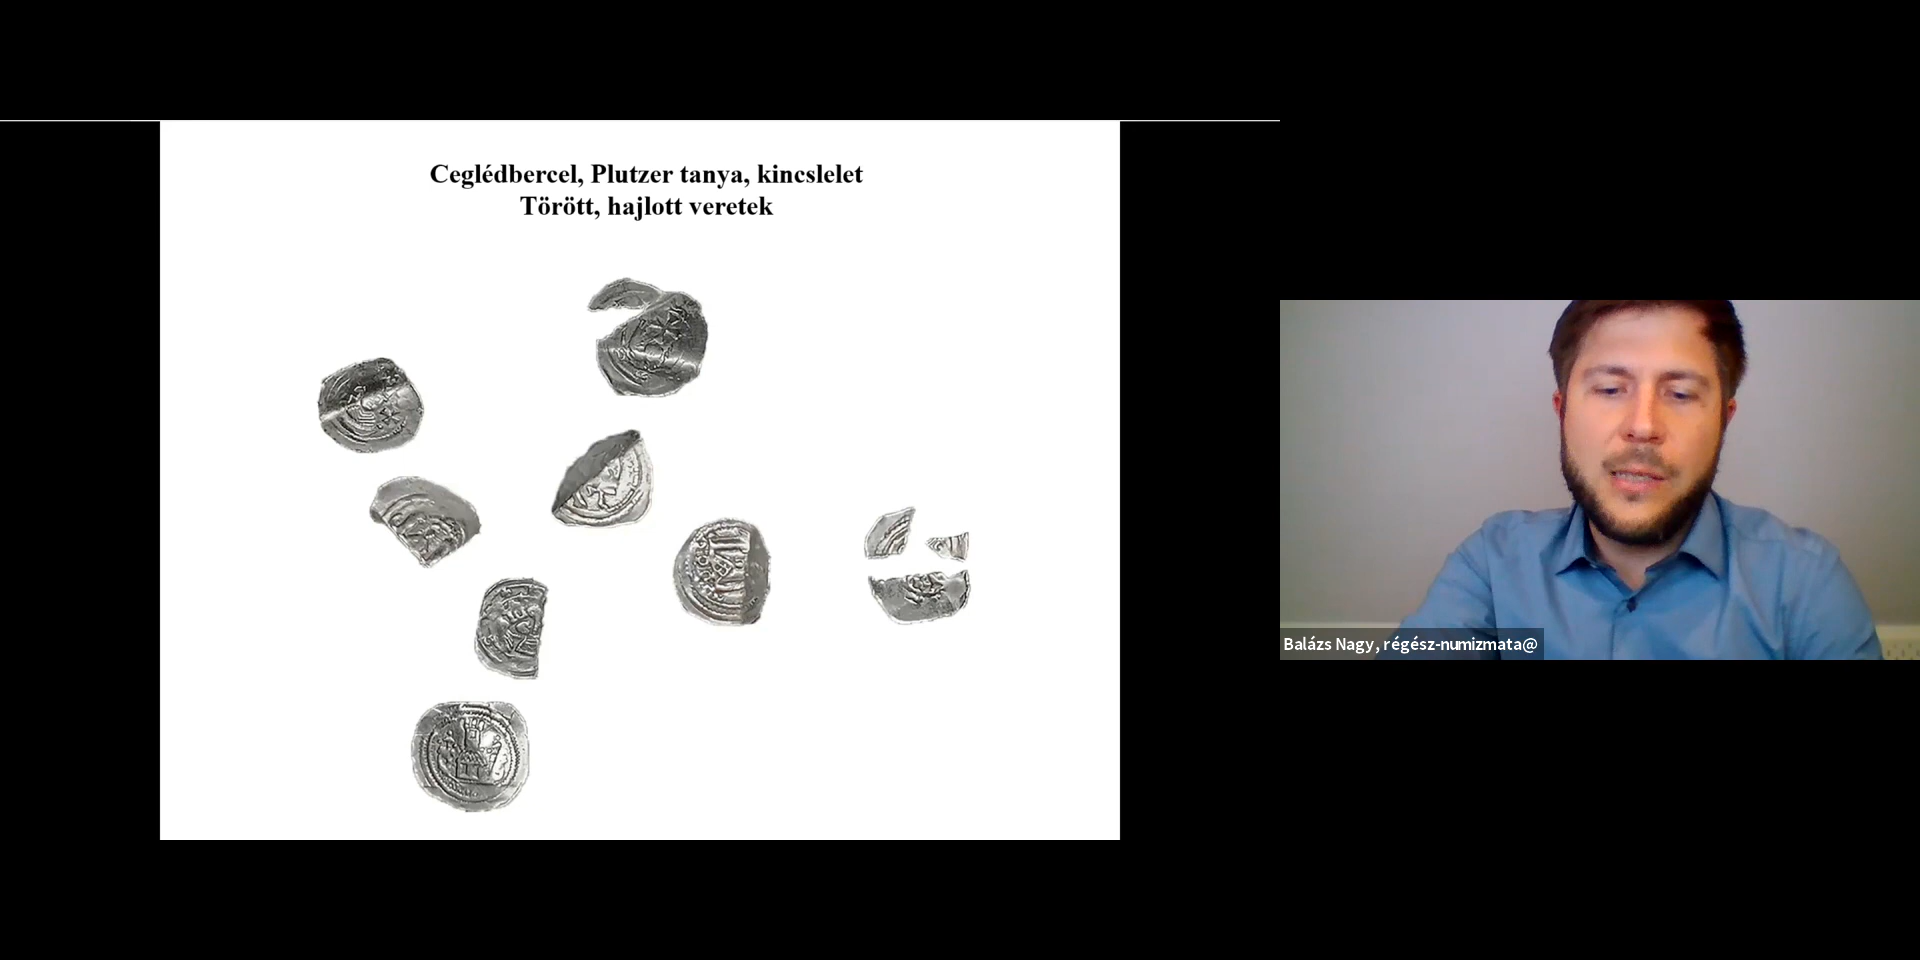 Ceglédbercel, Plutzer tanya, kincslelet
Törött, hajlott veretek
Balázs Nagy, régész-numizmata@